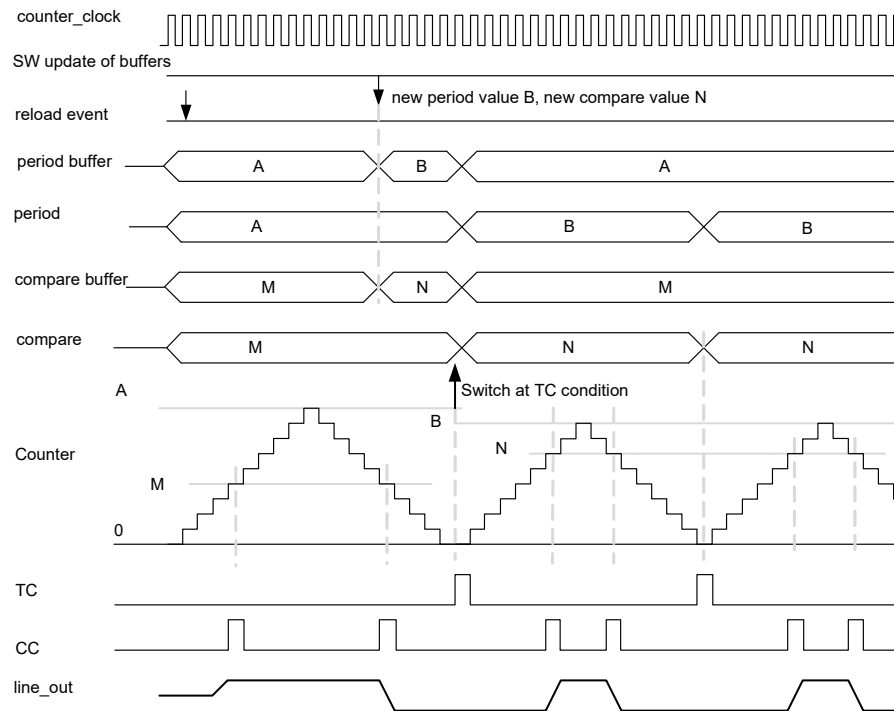 counter_clock
SW update of buffers
new period value B, new compare value N
reload event
period buffer
A
B
A
period
A
B
B
compare buffer
M
N
M
compare
M
N
N
A
Switch at TC condition
B
N
Counter
M
0
TC
CC
line_out